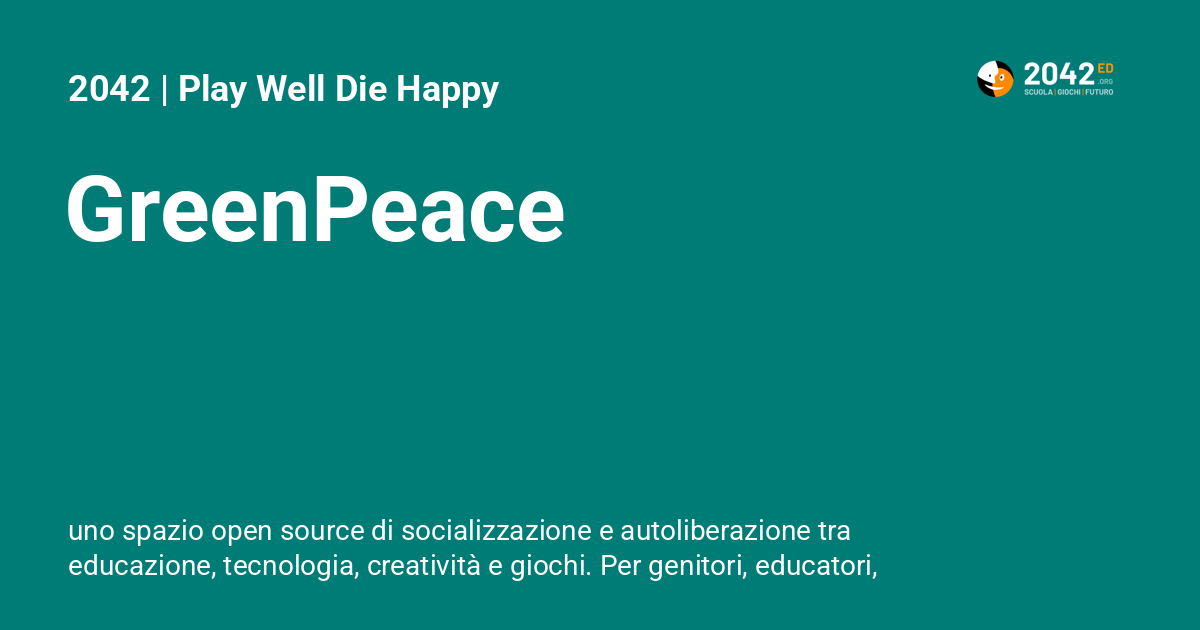 2042 | Play Well Die Happy
2042 ED
.ORG
SCUOLA | GIOCHI | FUTURO
GreenPeace
uno spazio open source di socializzazione e autoliberazione tra
educazione, tecnologia, creatività e giochi. Per genitori, educatori,